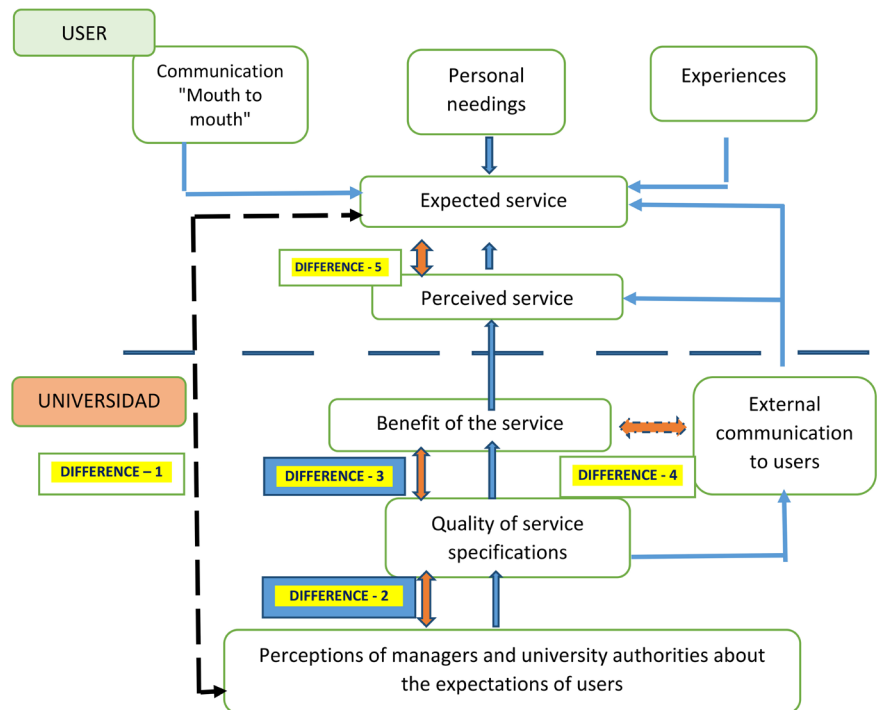 USER
Communication
"Mouth to
mouth"
Personal
needings
Experiences
Expected service
DIFFERENCE - 5
Perceived service
UNIVERSIDAD
Benefit of the service
External
communication
to users
DIFFERENCE – 1
DIFFERENCE - 3
DIFFERENCE - 4
Quality of service
specifications
DIFFERENCE - 2
Perceptions of managers and university authorities about
the expectations of users